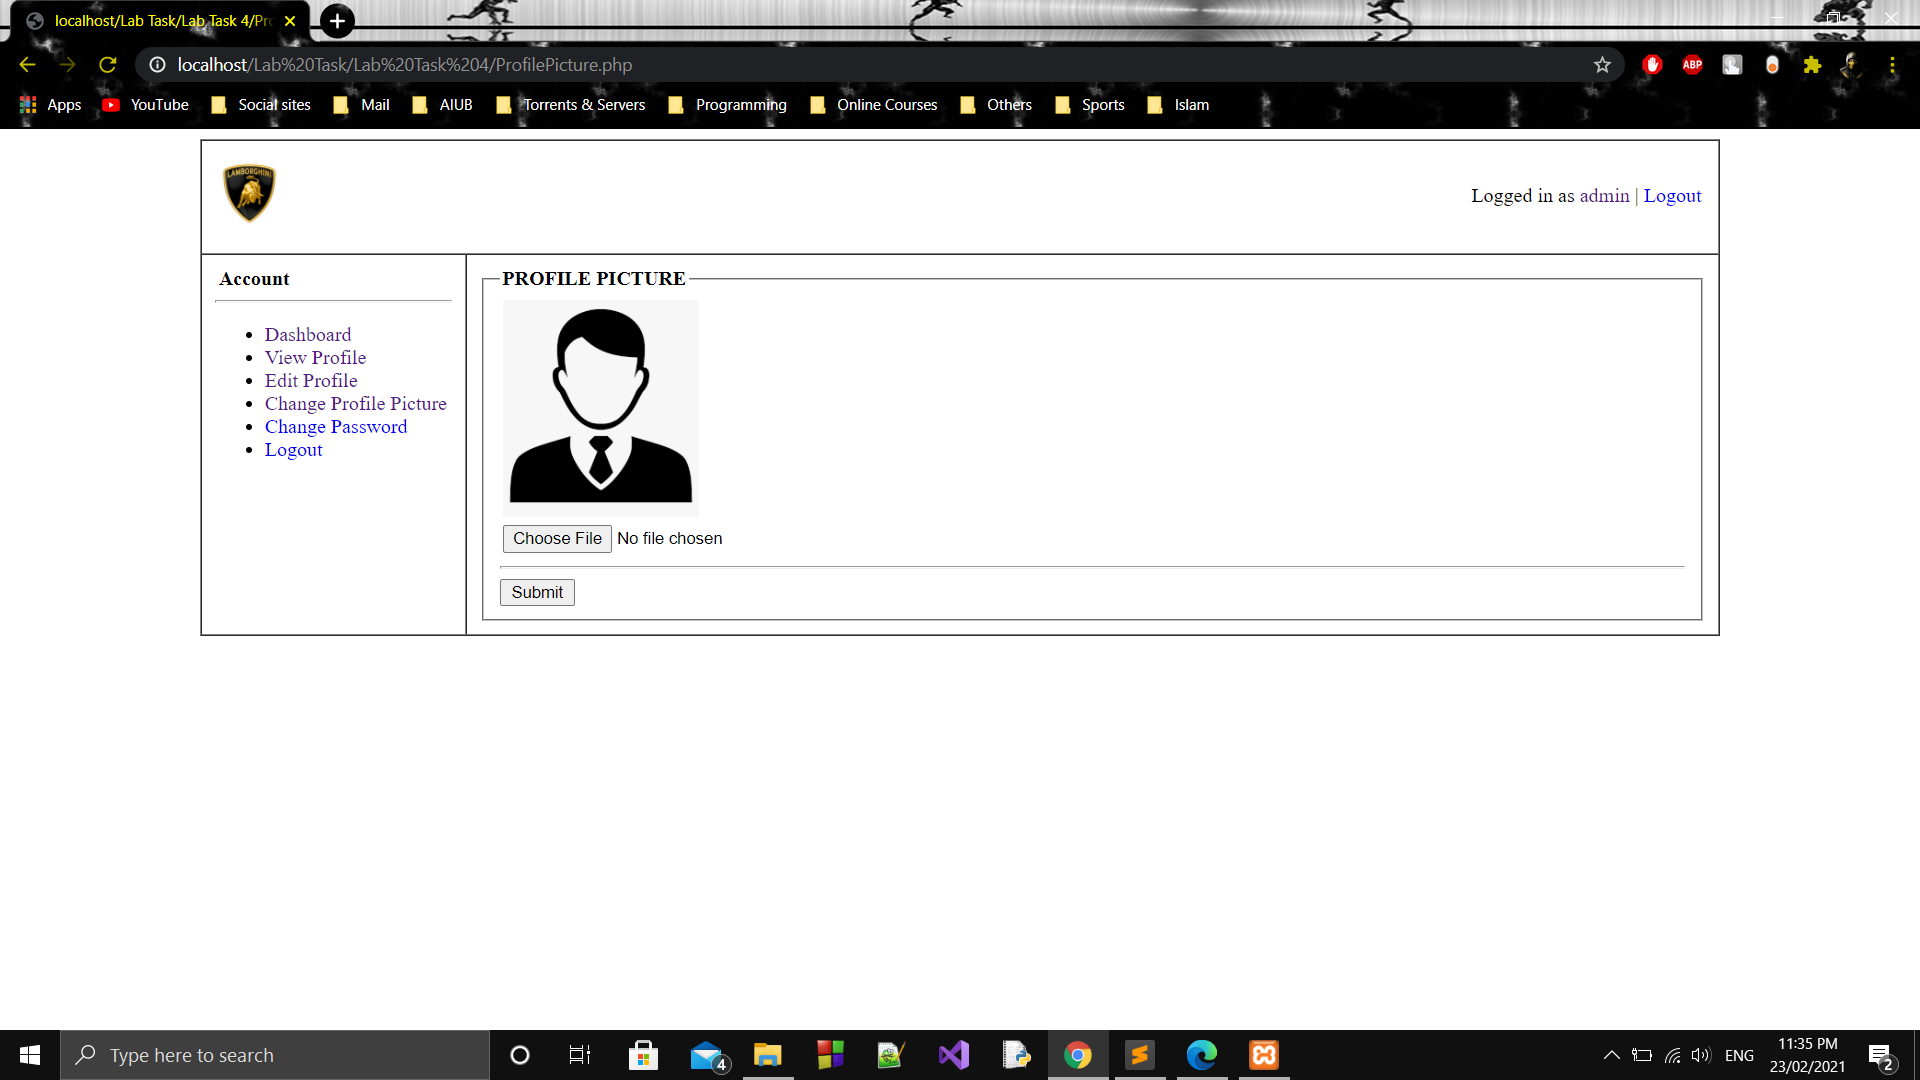 localhost/Lab Task/Lab Task 4/Pro
localhost/Lab%20Task/Lab%20Task%204/ProfilePicture.php
ABP
Apps YouTube Social sites Mail AIUB Torrents & Servers Programming Online Courses Others Sports Islam
LAMBORGHINI
Logged in as admin | Logout
Account
Dashboard
View Profile
Edit Profile
Change Profile Picture
Change Password
Logout
PROFILE PICTURE
Choose File No file chosen
Submit
Type here to search
4
ENG
11:35 PM
23/02/2021
2